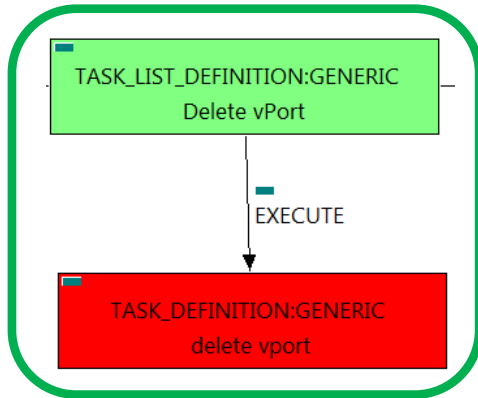 TASK_LIST_DEFINITION:GENERIC
Delete vPort
EXECUTE
TASK_DEFINITION:GENERIC
delete vport